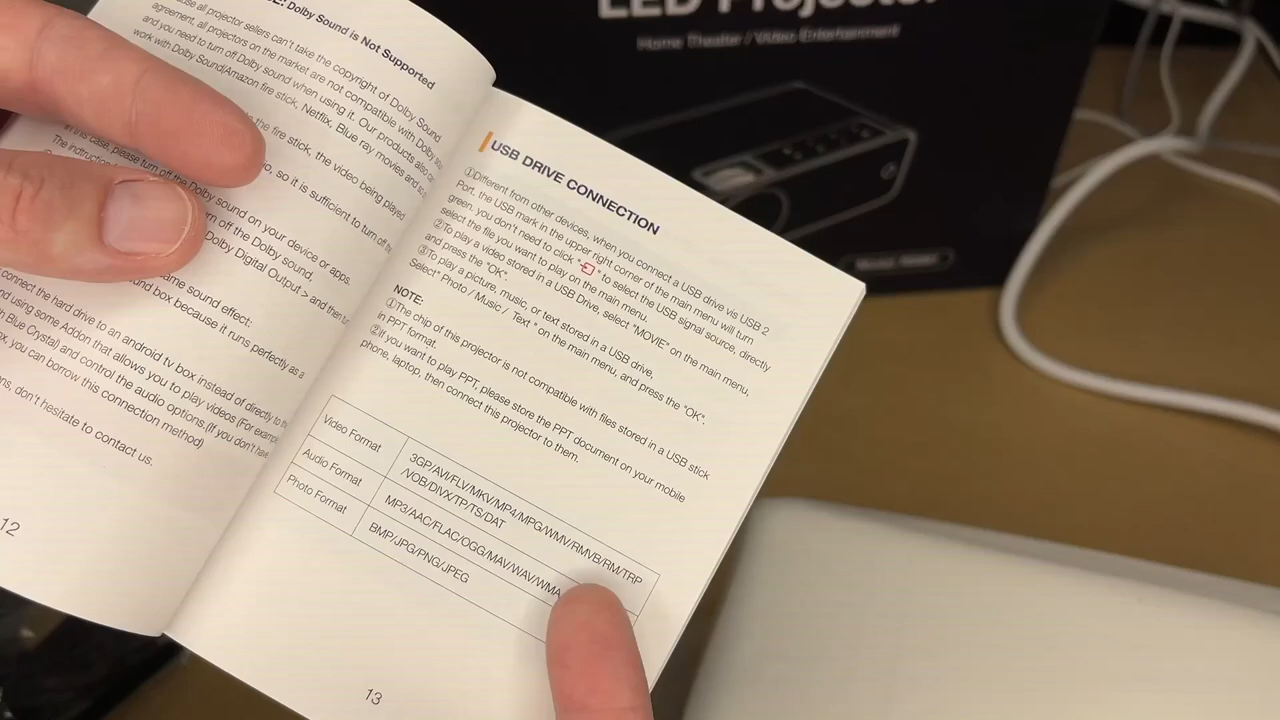 LED Projector
Home Theater / Video Entertainment
Dolby Sound is Not Supported
all projector sellers can't take the copyright of Dolby Sound
agreement, all projectors on the market are not compatible with Dolby
and you need to turn off Dolby sound when using it. Our products also
work with Dolby Sound/Amazon fire stick, Netflix, Blue ray movies and
the fire stick, the video being played
so it is sufficient to turn off
In this case, please turn off the Dolby sound on your device or apps.
turn off the Dolby sound.
Dolby Digital Output > and then
same sound effect:
sound box because it runs perfectly as a
connect the hard drive to an android tv box instead of directly to
using some Addon that allows you to play videos (For
Blue Crystal) and control the audio options.(If you don't have
you can borrow this connection method)
don't hesitate to contact us.
12
USB DRIVE CONNECTION
①Different from other devices, when you connect a USB drive vis USB 2
Port, the USB mark in the upper right corner of the main menu will turn
green, you don't need to click " " to select the USB signal source, directly
select the file you want to play on the main menu.
②To play a video stored in a USB Drive, select "MOVIE" on the main menu,
and press the "OK".
③To play a picture, music, or text stored in a USB drive,
Select" Photo / Music / Text " on the main menu, and press the "OK".
NOTE:
①The chip of this projector is not compatible with files stored in a USB stick
in PPT format.
②If you want to play PPT, please store the PPT document on your mobile
phone, laptop, then connect this projector to them.
Video Format
3GP/AVI/FLV/MKV/MP4/MPG/WMV/RMVB/RM/TRP
/VOB/DIVX/TP/TS/DAT
Audio Format
MP3/AAC/FLAC/OGG/MAV/WAV/WMA
Photo Format
BMP/JPG/PNG/JPEG
13